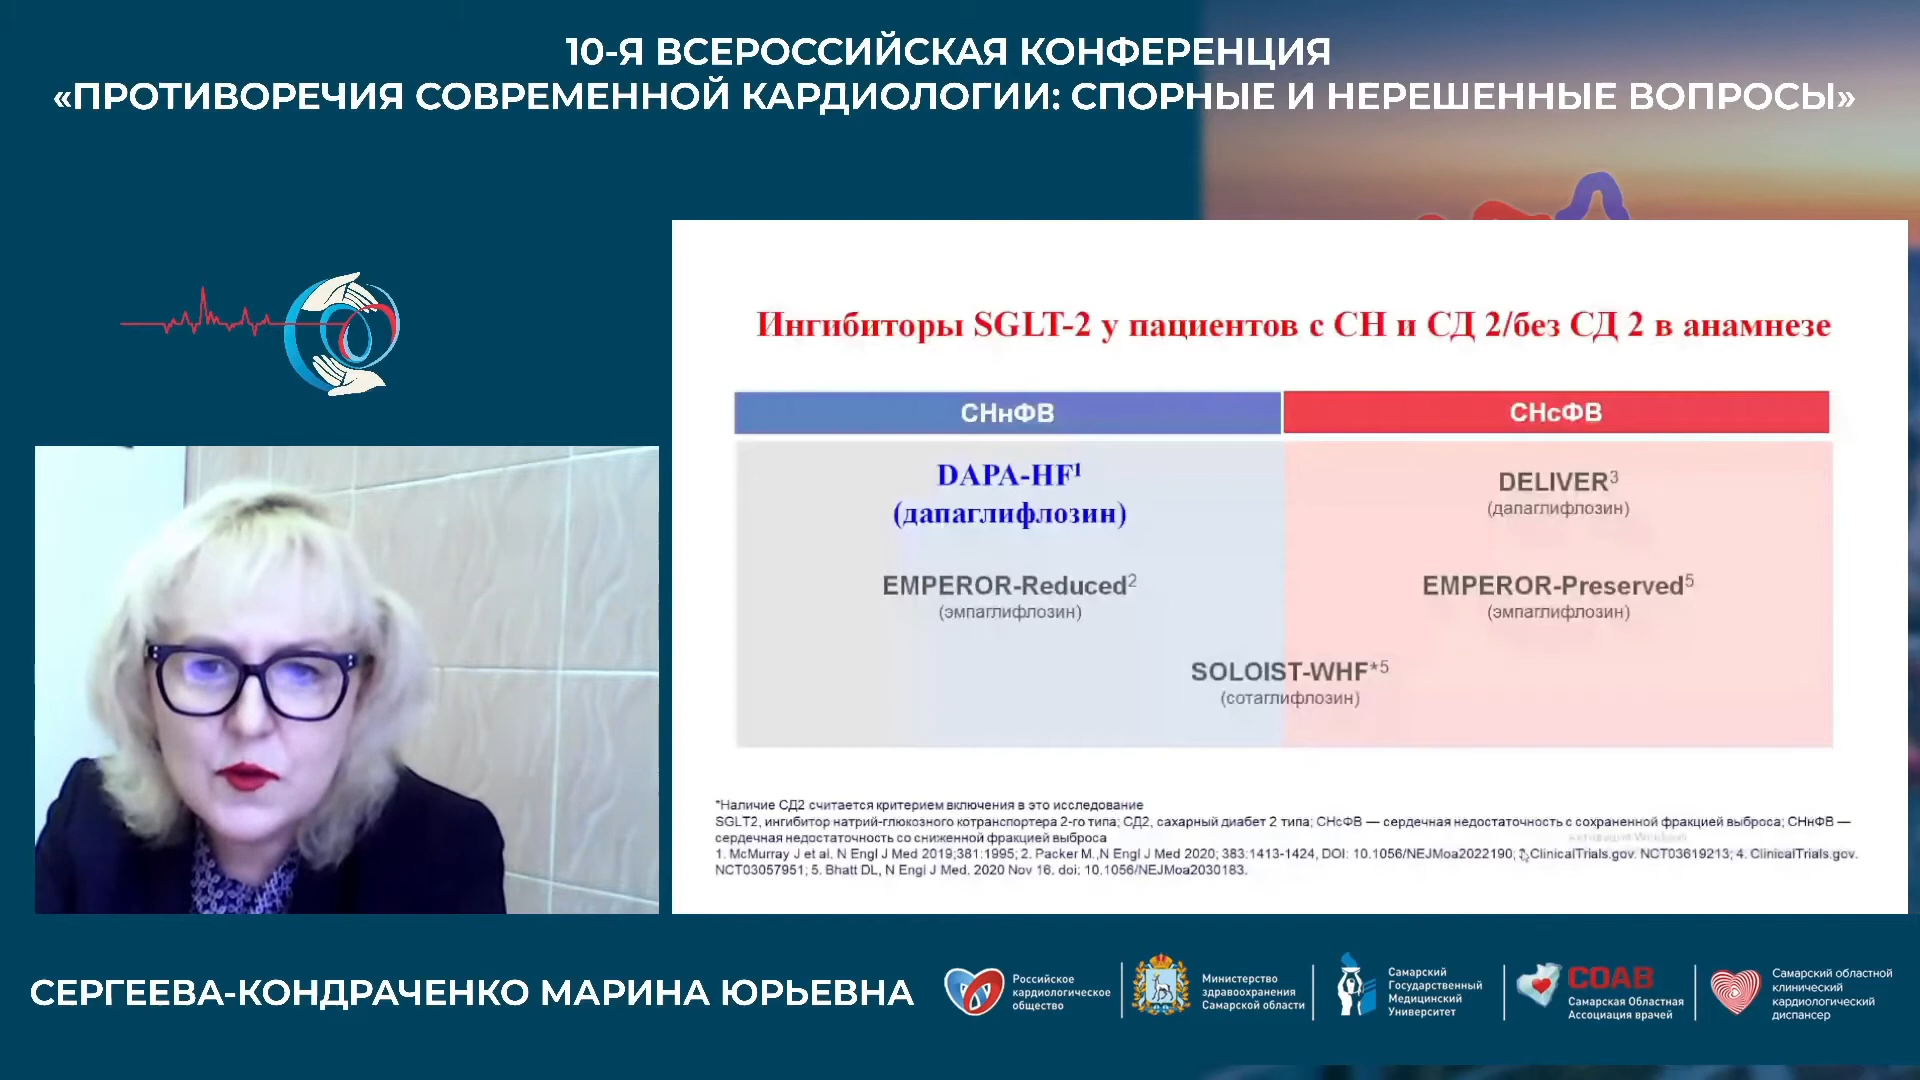 10-Я ВСЕРОССИЙСКАЯ КОНФЕРЕНЦИЯ
«ПРОТИВОРЕЧИЯ СОВРЕМЕННОЙ КАРДИОЛОГИИ: СПОРНЫЕ И НЕРЕШЕННЫЕ ВОПРОСЫ»
Ингибиторы SGLT-2 у пациентов с СН и СД 2/без СД 2 в анамнезе
СНнФВ
СНсФВ
DAPA-HF¹
(дапаглифлозин)
DELIVER³
(дапаглифлозин)
EMPEROR-Reduced²
(эмпаглифлозин)
EMPEROR-Preserved⁵
(эмпаглифлозин)
SOLOIST-WHF*⁵
(сотаглифлозин)
*Наличие СД2 считается критерием включения в это исследование
SGLT2, ингибитор натрий-глюкозного котранспортера 2-го типа; СД2, сахарный диабет 2 типа; СНсФВ — сердечная недостаточность с сохраненной фракцией выброса; СНнФВ —
сердечная недостаточность со сниженной фракцией выброса
1. McMurray J et al. N Engl J Med 2019;381:1995; 2. Packer M.,N Engl J Med 2020; 383:1413-1424, DOI: 10.1056/NEJMoa2022190; ClinicalTrials.gov. NCT03619213; 4. ClinicalTrials.gov.
NCT03057951; 5. Bhatt DL, N Engl J Med. 2020 Nov 16. doi: 10.1056/NEJMoa2030183.
СЕРГЕЕВА-КОНДРАЧЕНКО МАРИНА ЮРЬЕВНА
Российское
кардиологическое
общество
Министерство
здравоохранения
Самарской области
Самарский
Государственный
Медицинский
Университет
СОАВ
Самарская Областная
Ассоциация врачей
Самарский областной
клинический
кардиологический
диспансер